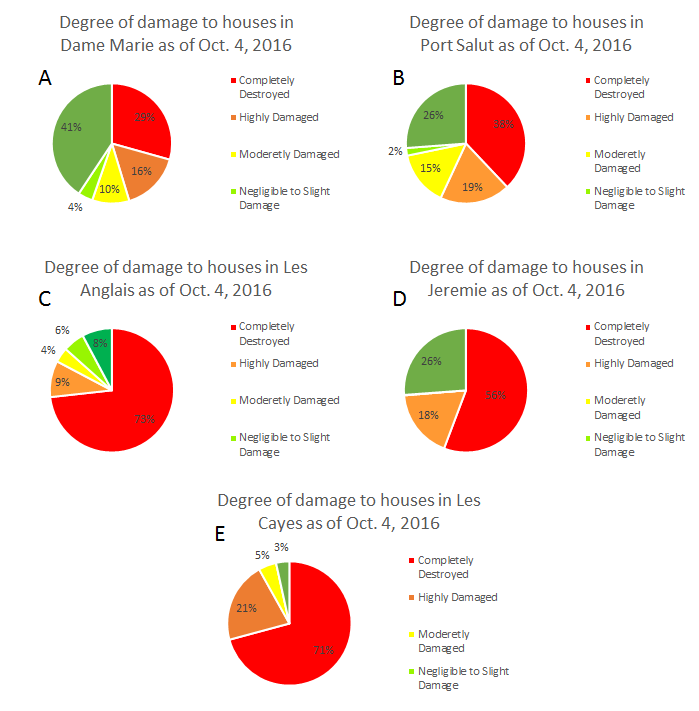 Degree of damage to houses in
Dame Marie as of Oct. 4, 2016
A
41%
29%
16%
10%
4%
Completely
Destroyed
Highly Damaged
Moderetly Damaged
Negligible to Slight
Damage
Degree of damage to houses in
Port Salut as of Oct. 4, 2016
B
26%
38%
2%
15%
19%
Completely
Destroyed
Highly Damaged
Moderetly
Damaged
Negligible to Slight
Damage
Degree of damage to houses in Les
Anglais as of Oct. 4, 2016
C
6%
8%
4%
9%
73%
Completely
Destroyed
Highly Damaged
Moderetly Damaged
Negligible to Slight
Damage
Degree of damage to houses in
Jeremie as of Oct. 4, 2016
D
26%
56%
18%
Completely
Destroyed
Highly Damaged
Moderetly
Damaged
Negligible to Slight
Damage
Degree of damage to houses in Les
Cayes as of Oct. 4, 2016
E
3%
5%
21%
71%
Completely
Destroyed
Highly Damaged
Moderetly
Damaged
Negligible to Slight
Damage